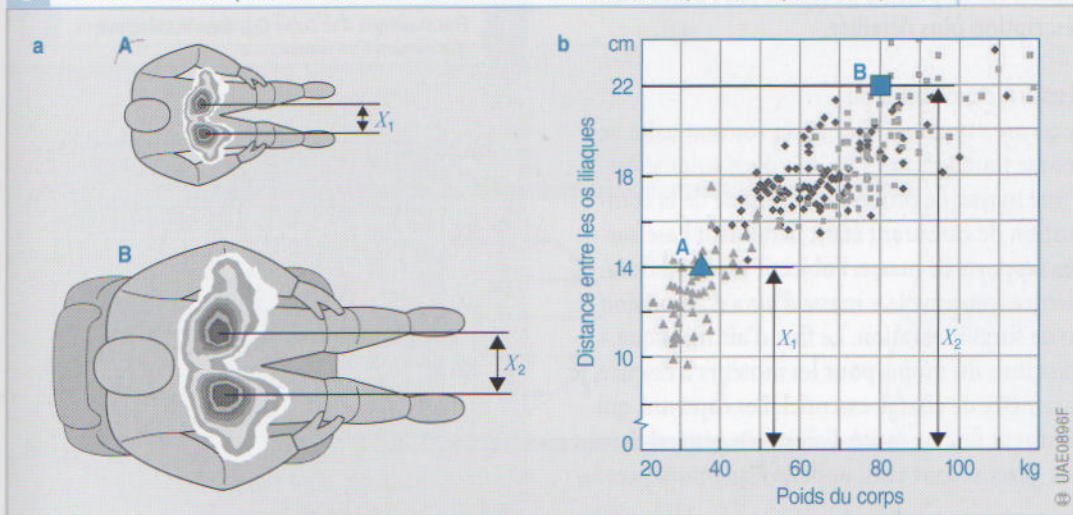 a
A
X₁
B
X₂
b
cm
22
18
14
10
0
Distance entre les os iliaques
B
A
X₁
X₂
20
40
60
80
100
kg
Poids du corps
UAE0896F